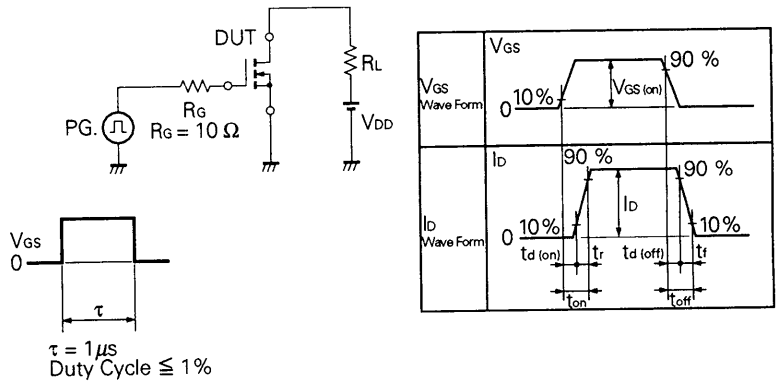 DUT
RL
RG
PG.
RG = 10 Ω
VDD
VGS
0
τ
τ = 1μs
Duty Cycle ≦ 1%
VGS
Wave Form
VGS
90 %
VGS (on)
10%
0
ID
Wave Form
ID
90 %
90 %
ID
0
10%
10%
td (on)
tr
td (off)
tf
ton
toff